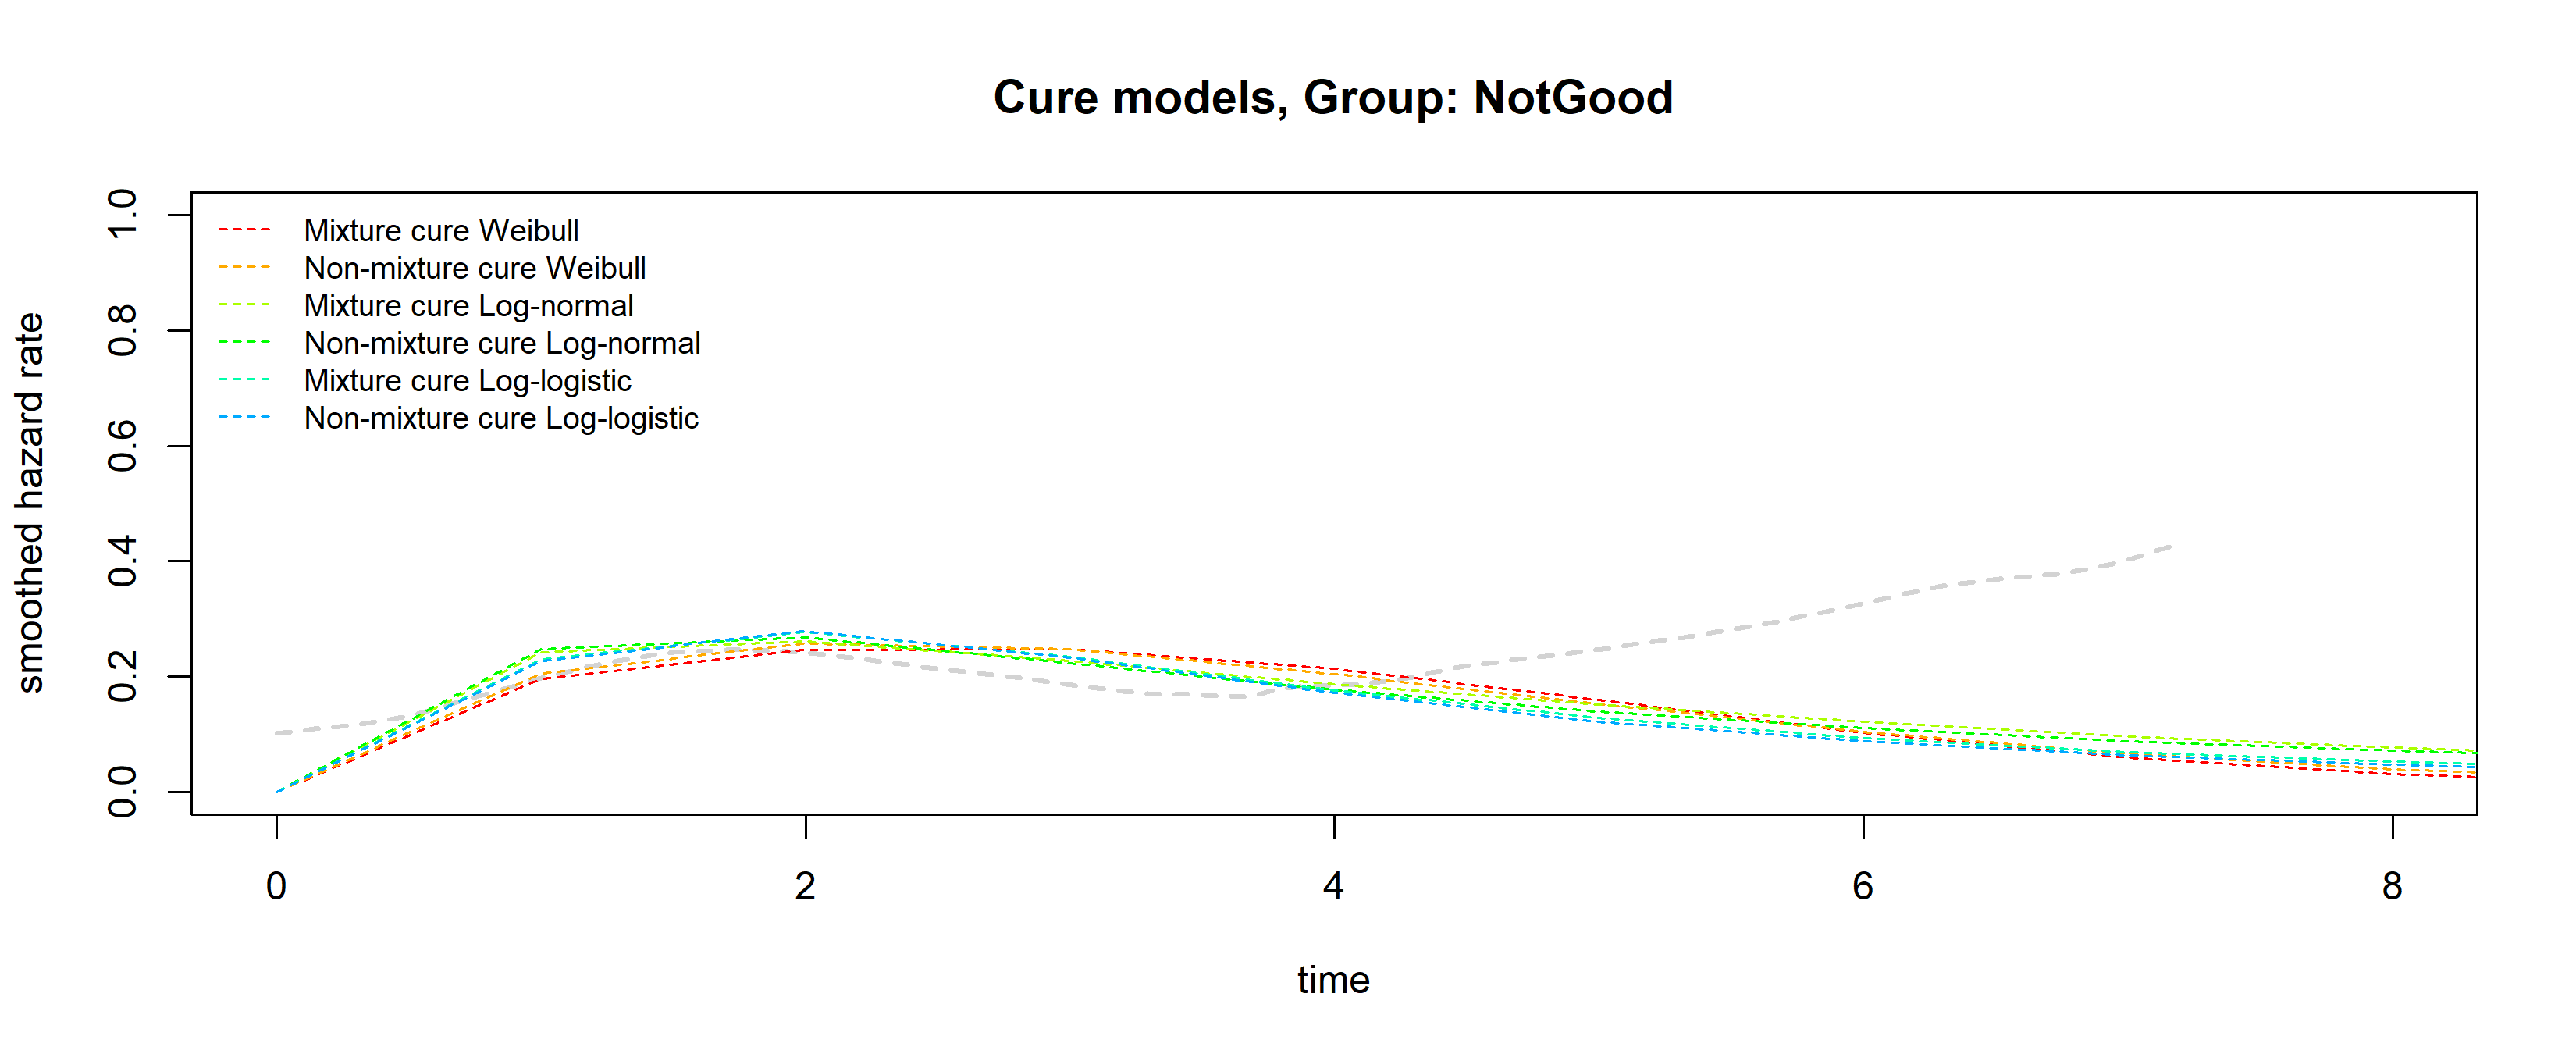 Cure models, Group: NotGood
smoothed hazard rate
1.0
0.8
0.6
0.4
0.2
0.0
Mixture cure Weibull
Non-mixture cure Weibull
Mixture cure Log-normal
Non-mixture cure Log-normal
Mixture cure Log-logistic
Non-mixture cure Log-logistic
0 2 4 6 8
time